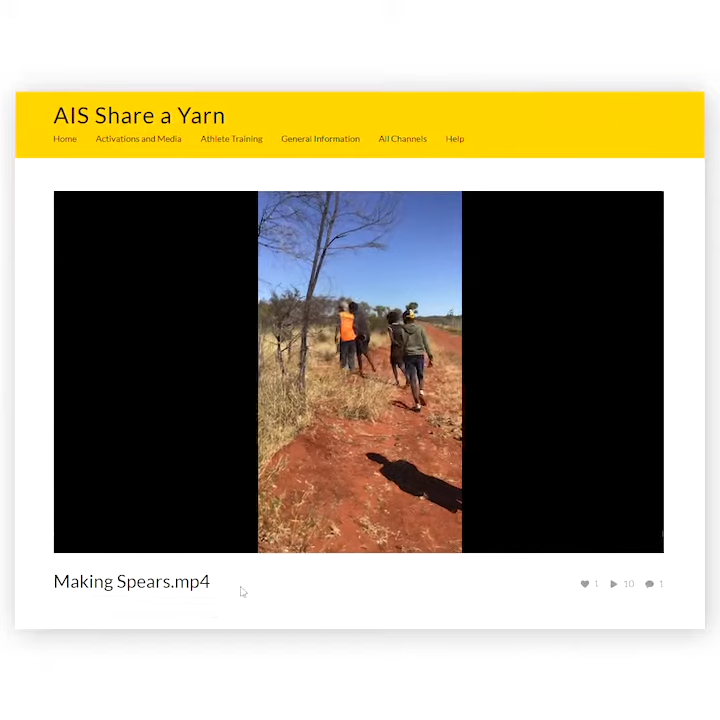 AIS Share a Yarn
Home Activations and Media Athlete Training General Information All Channels Help
Making Spears.mp4
1 10 1